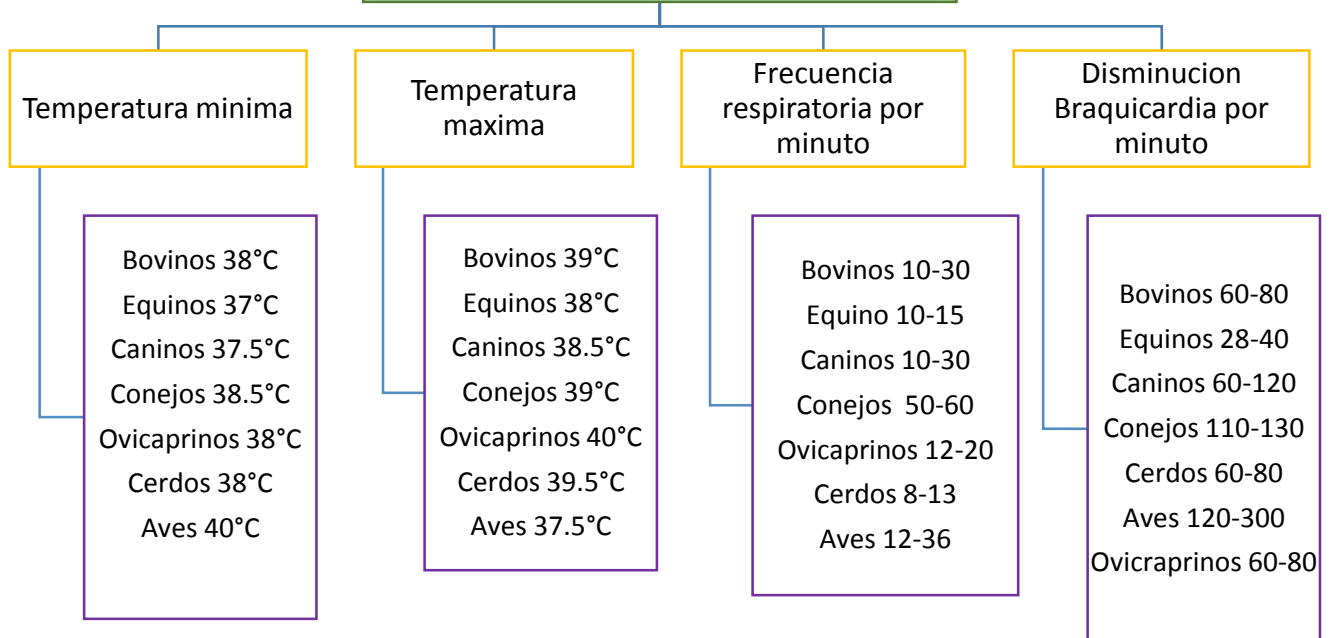 Temperatura minima
Bovinos 38°C
Equinos 37°C
Caninos 37.5°C
Conejos 38.5°C
Ovicaprinos 38°C
Cerdos 38°C
Aves 40°C
Temperatura
maxima
Bovinos 39°C
Equinos 38°C
Caninos 38.5°C
Conejos 39°C
Ovicaprinos 40°C
Cerdos 39.5°C
Aves 37.5°C
Frecuencia
respiratoria por
minuto
Bovinos 10-30
Equino 10-15
Caninos 10-30
Conejos 50-60
Ovicaprinos 12-20
Cerdos 8-13
Aves 12-36
Disminucion
Braquicardia por
minuto
Bovinos 60-80
Equinos 28-40
Caninos 60-120
Conejos 110-130
Cerdos 60-80
Aves 120-300
Ovicraprinos 60-80